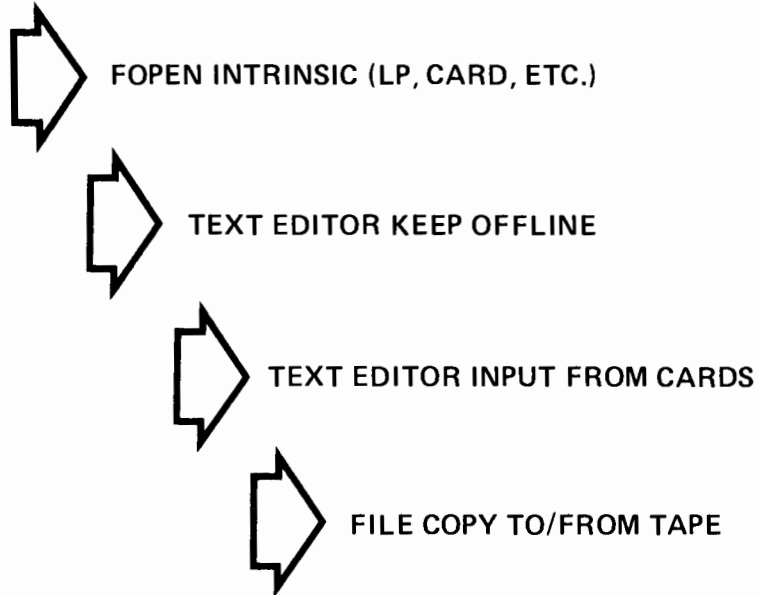 FOPEN INTRINSIC (LP, CARD, ETC.)
TEXT EDITOR KEEP OFFLINE
TEXT EDITOR INPUT FROM CARDS
FILE COPY TO/FROM TAPE